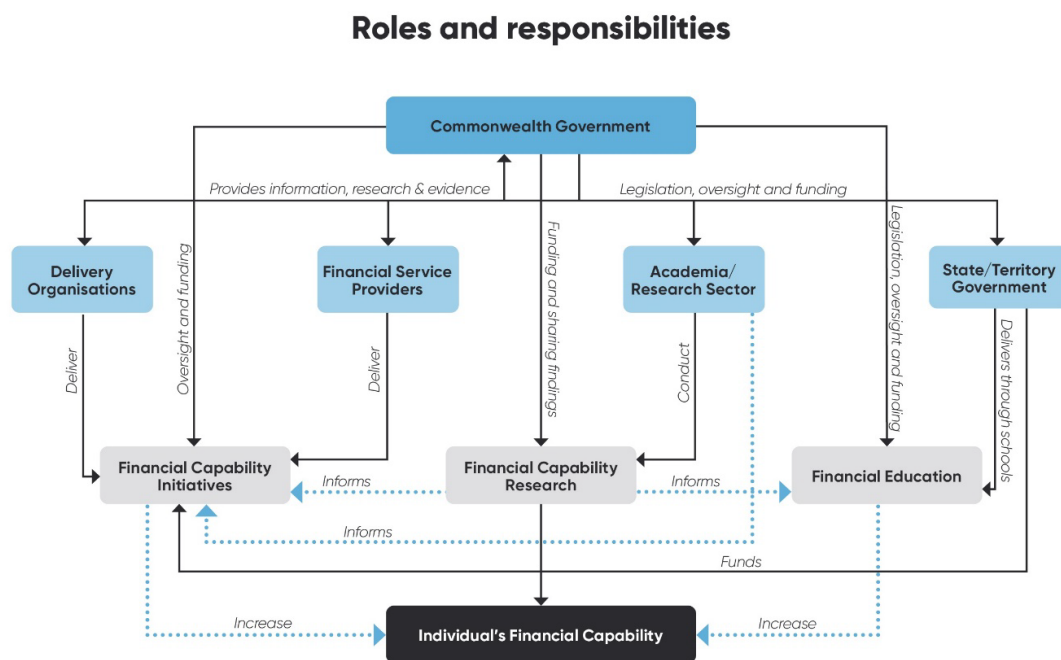 Roles and responsibilities
Commonwealth Government
Provides information, research & evidence
Legislation, oversight and funding
Delivery
Organisations
Financial Service
Providers
Academia/
Research Sector
State/Territory
Government
Deliver
Oversight and funding
Deliver
Funding and sharing findings
Conduct
Legislation, oversight and funding
Delivers through schools
Financial Capability
Initiatives
Informs
Financial Capability
Research
Informs
Financial Education
Informs
Funds
Increase
Individual's Financial Capability
Increase